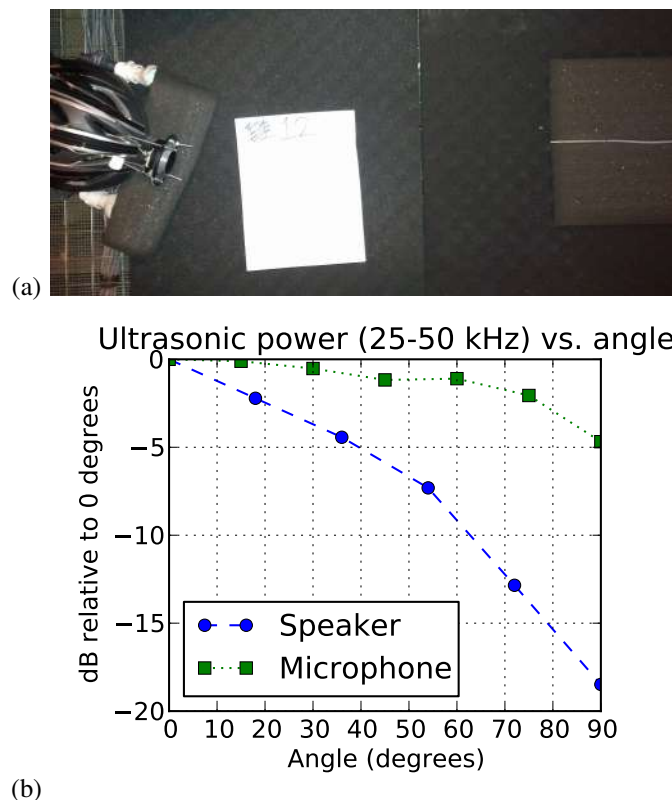 12
(a)
Ultrasonic power (25-50 kHz) vs. angle
0
−5
−10
−15
−20
dB relative to 0 degrees
Speaker
Microphone
0 10 20 30 40 50 60 70 80 90
Angle (degrees)
(b)